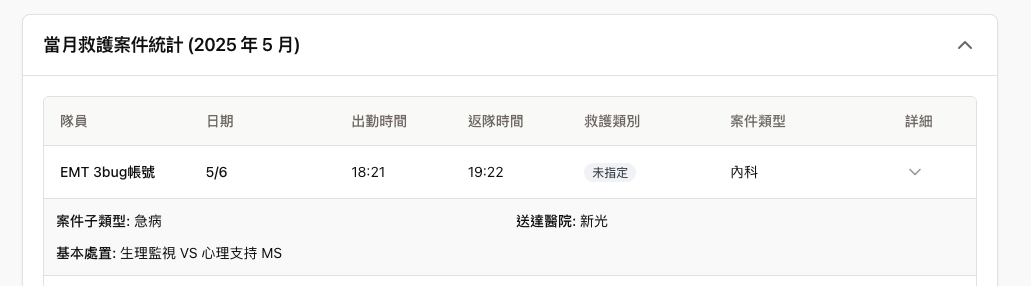 當月救護案件統計 (2025 年 5 月)
隊員 日期 出勤時間 返隊時間 救護類別 案件類型 詳細
EMT 3bug帳號 5/6 18:21 19:22 未指定 內科
案件子類型: 急病 送達醫院: 新光
基本處置: 生理監視 VS 心理支持 MS